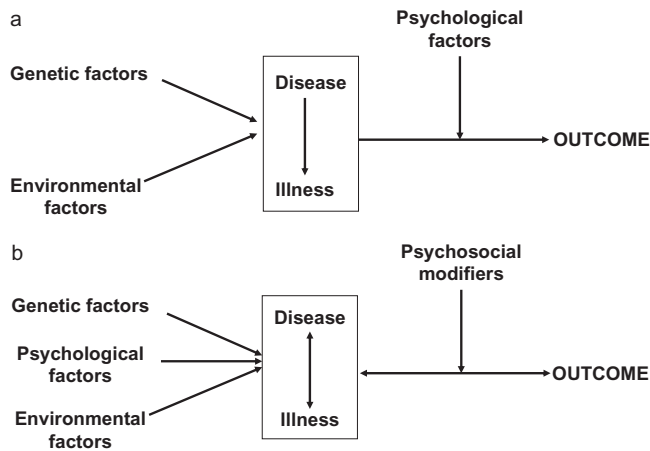 a
Psychological
factors
Genetic factors
Disease
OUTCOME
Environmental
factors
Illness
b
Psychosocial
modifiers
Genetic factors
Disease
Psychological
factors
OUTCOME
Environmental
factors
Illness